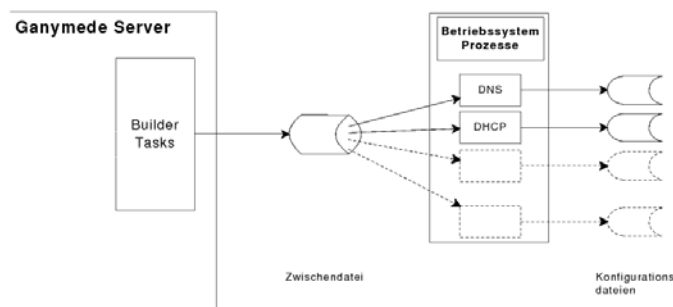 Ganymede Server
Betriebssystem
Prozesse
DNS
Builder
Tasks
DHCP
Zwischendatei
Konfigurations
dateien